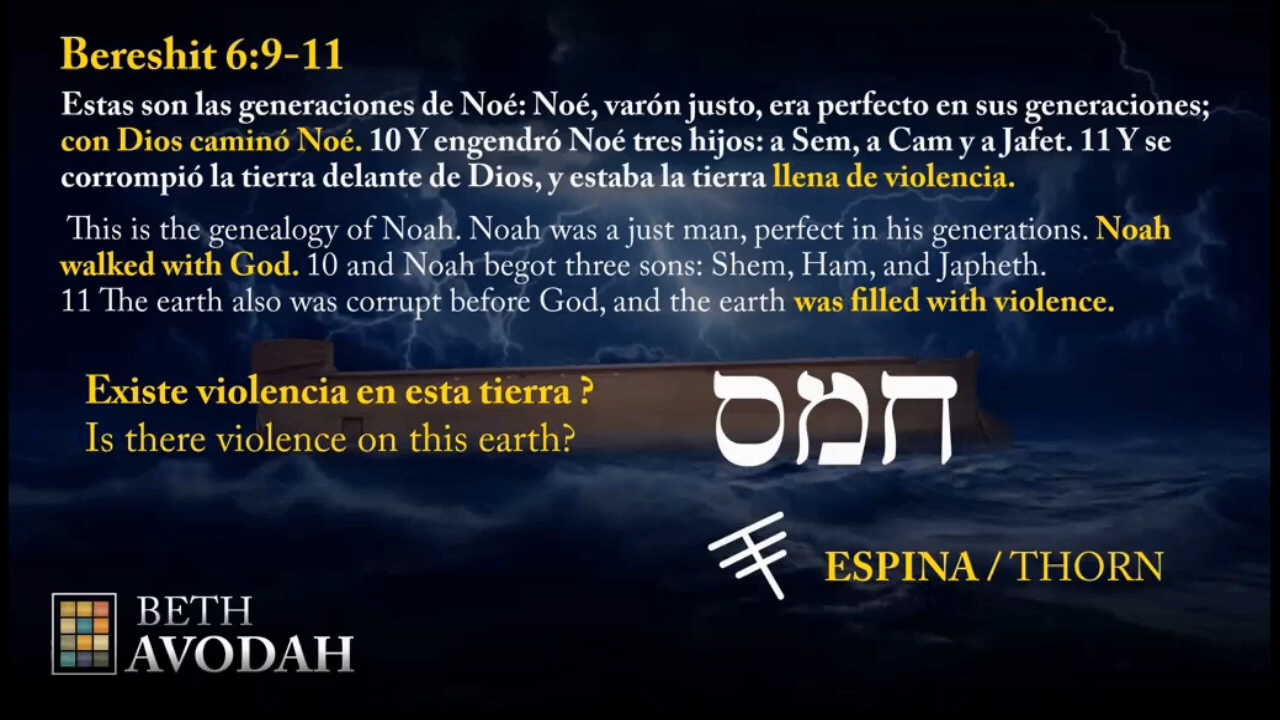 Bereshit 6:9-11
Estas son las generaciones de Noé: Noé, varón justo, era perfecto en sus generaciones;
con Dios caminó Noé. 10 Y engendró Noé tres hijos: a Sem, a Cam y a Jafet. 11 Y se
corrompió la tierra delante de Dios, y estaba la tierra llena de violencia.
This is the genealogy of Noah. Noah was a just man, perfect in his generations. Noah
walked with God. 10 and Noah begot three sons: Shem, Ham, and Japheth.
11 The earth also was corrupt before God, and the earth was filled with violence.
Existe violencia en esta tierra ?
Is there violence on this earth?
חמס
ESPINA / THORN
BETH
AVODAH